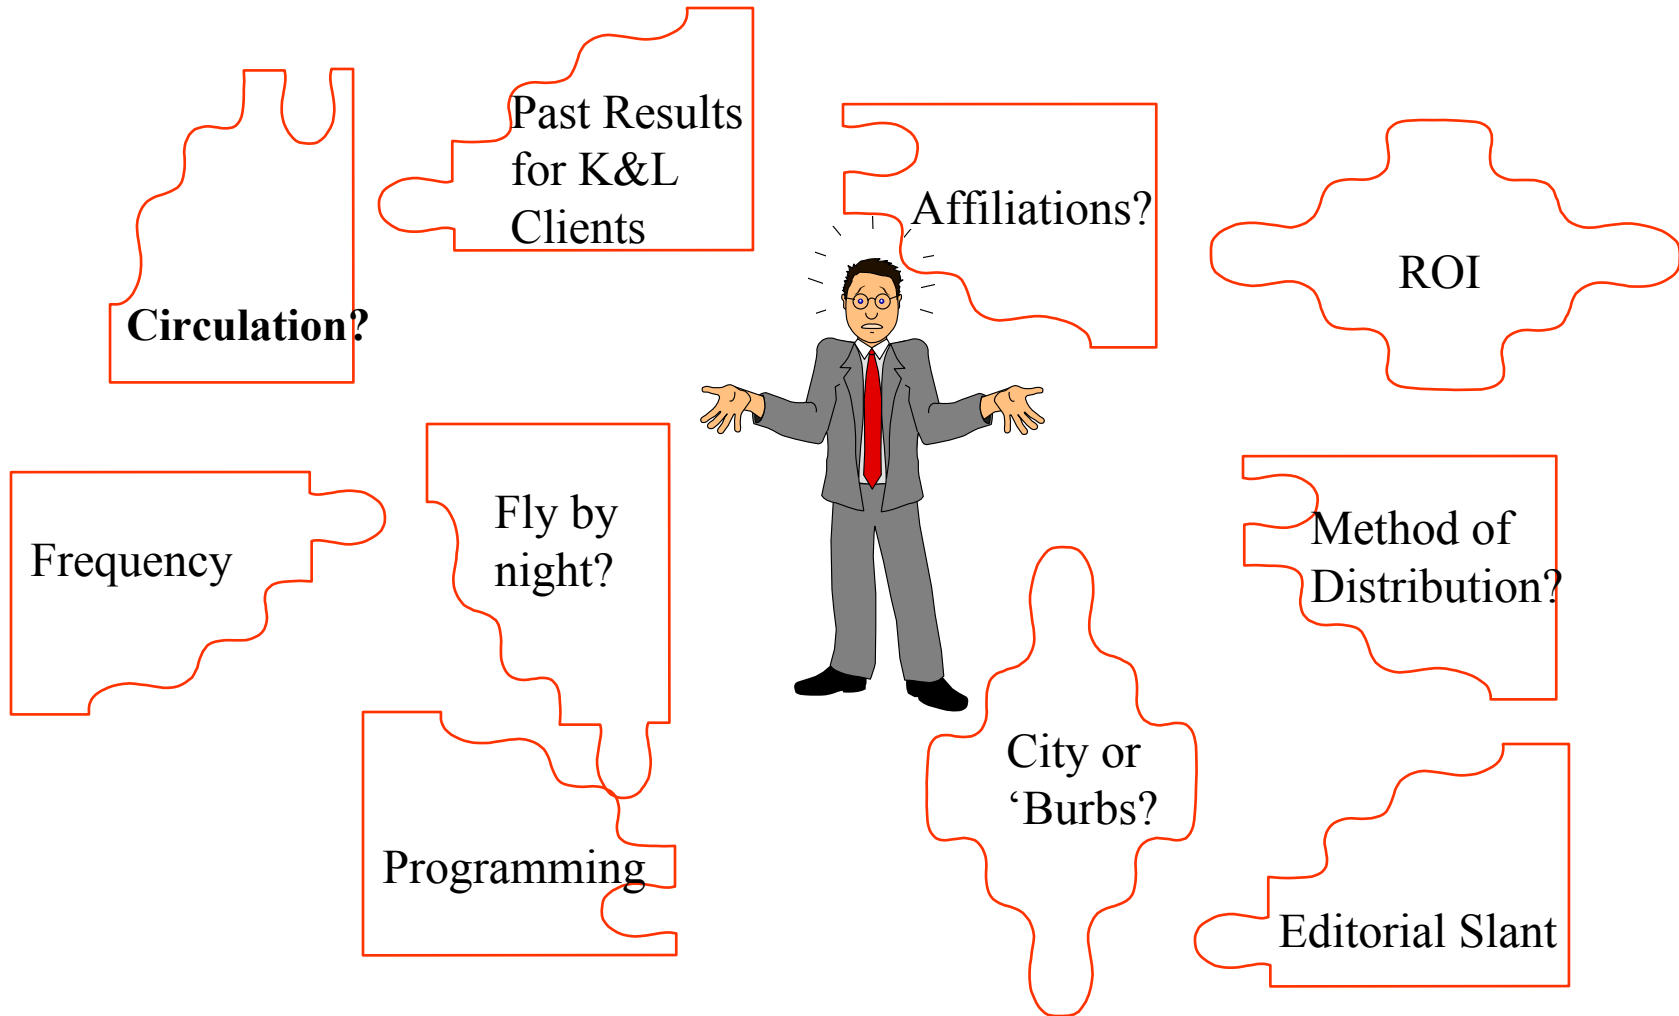 Past Results
for K&L
Clients
Affiliations?
ROI
Circulation?
Frequency
Fly by
night?
Method of
Distribution?
City or
‘Burbs?
Programming
Editorial Slant